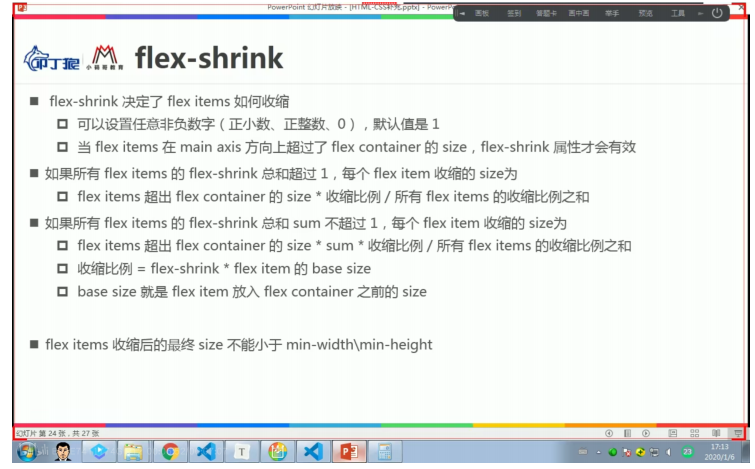 PowerPoint 幻灯片放映 - [HTML-CSS补充.pptx] - PowerPo
画板 签到 答题卡 画中画 举手 预览 工具
叩丁狼 小码哥教育 flex-shrink
■ flex-shrink 决定了 flex items 如何收缩
可以设置任意非负数字（正小数、正整数、0），默认值是 1
当 flex items 在 main axis 方向上超过了 flex container 的 size，flex-shrink 属性才会有效
■ 如果所有 flex items 的 flex-shrink 总和超过 1，每个 flex item 收缩的 size为
flex items 超出 flex container 的 size * 收缩比例 / 所有 flex items 的收缩比例之和
■ 如果所有 flex items 的 flex-shrink 总和 sum 不超过 1，每个 flex item 收缩的 size为
flex items 超出 flex container 的 size * sum * 收缩比例 / 所有 flex items 的收缩比例之和
收缩比例 = flex-shrink * flex item 的 base size
base size 就是 flex item 放入 flex container 之前的 size
■ flex items 收缩后的最终 size 不能小于 min-width\min-height
幻灯片 第 24 张，共 27 张
23
17:13
2020/1/6